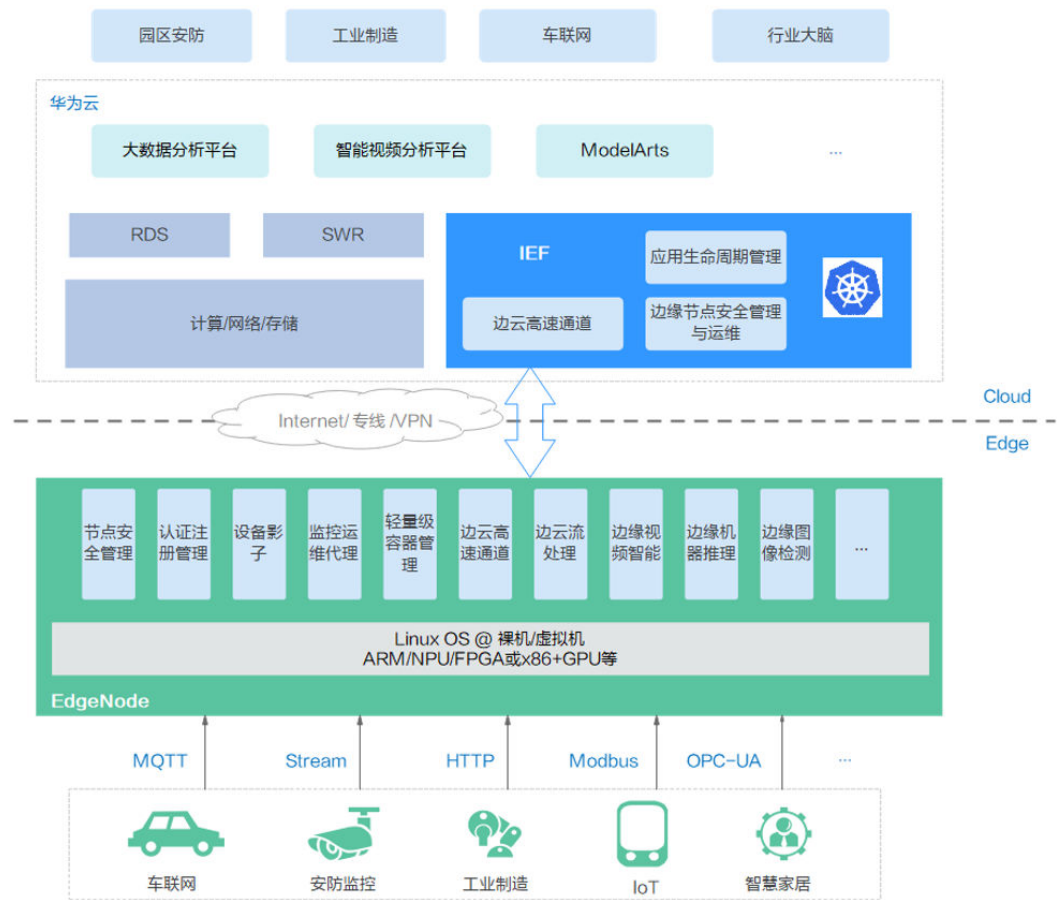 园区安防
工业制造
车联网
行业大脑
华为云
大数据分析平台
智能视频分析平台
ModelArts
...
RDS
SWR
计算/网络/存储
IEF
应用生命周期管理
边云高速通道
边缘节点安全管理
与运维
Internet/专线/VPN
Cloud
Edge
节点安
全管理
认证注
册管理
设备影
子
监控运
维代理
轻量级
容器管
理
边云高
速通道
边云流
处理
边缘视
频智能
边缘机
器推理
边缘图
像检测
...
Linux OS @ 裸机/虚拟机
ARM/NPU/FPGA或x86+GPU等
EdgeNode
MQTT
Stream
HTTP
Modbus
OPC-UA
...
车联网
安防监控
工业制造
IoT
智慧家居